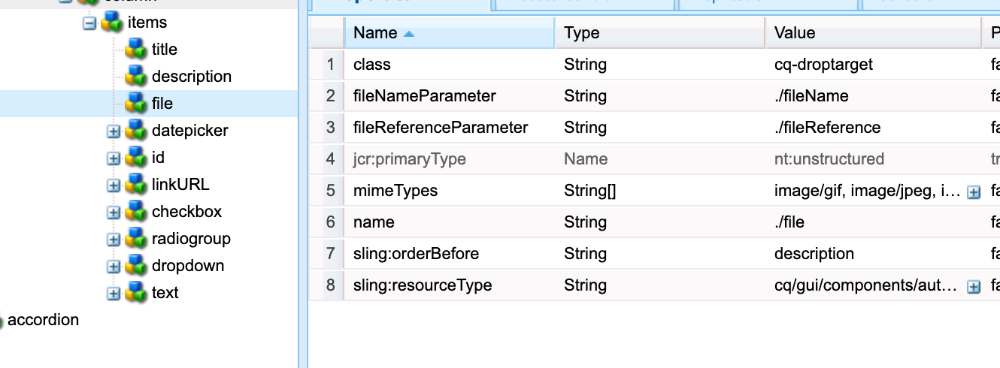 column
items
title
description
file
datepicker
id
linkURL
checkbox
radiogroup
dropdown
text
accordion
Name Type Value P
1 class String cq-droptarget fa
2 fileNameParameter String ./fileName fa
3 fileReferenceParameter String ./fileReference fa
4 jcr:primaryType Name nt:unstructured tr
5 mimeTypes String[] image/gif, image/jpeg, i... fa
6 name String ./file fa
7 sling:orderBefore String description fa
8 sling:resourceType String cq/gui/components/aut... fa